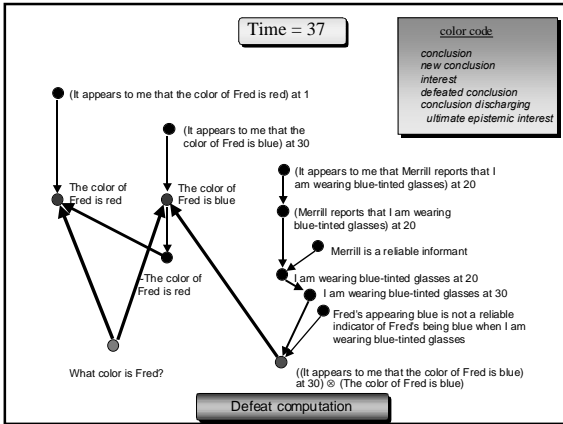 Time = 37
color code
conclusion
new conclusion
interest
defeated conclusion
conclusion discharging
ultimate epistemic interest
(It appears to me that the color of Fred is red) at 1
(It appears to me that the
color of Fred is blue) at 30
(It appears to me that Merrill reports that I
am wearing blue-tinted glasses) at 20
The color of
Fred is red
The color of
Fred is blue
(Merrill reports that I am wearing
blue-tinted glasses) at 20
Merrill is a reliable informant
-The color of
Fred is red
I am wearing blue-tinted glasses at 20
I am wearing blue-tinted glasses at 30
Fred's appearing blue is not a reliable
indicator of Fred's being blue when I am
wearing blue-tinted glasses
What color is Fred?
((It appears to me that the color of Fred is blue)
at 30) ⊗ (The color of Fred is blue)
Defeat computation